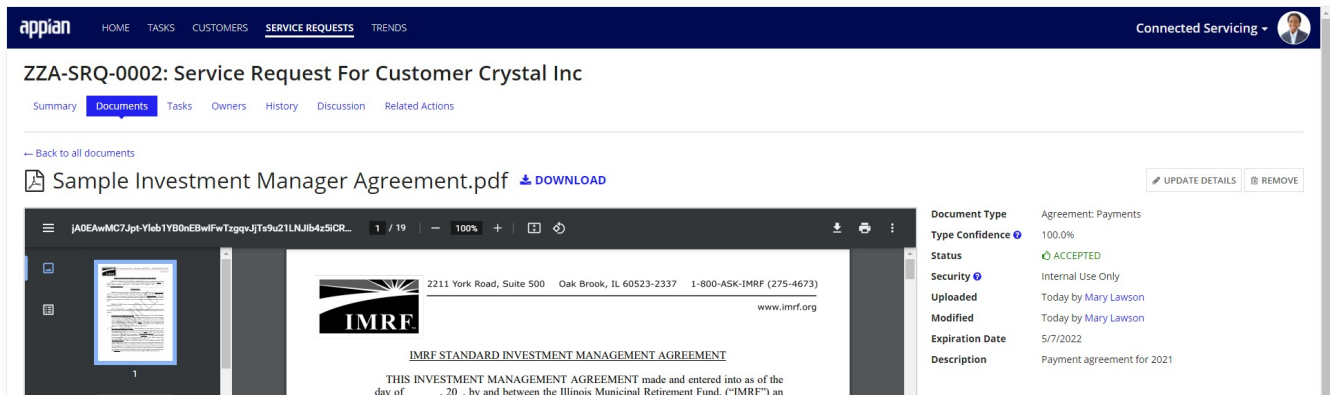 appian HOME TASKS CUSTOMERS SERVICE REQUESTS TRENDS Connected Servicing
ZZA-SRQ-0002: Service Request For Customer Crystal Inc
Summary Documents Tasks Owners History Discussion Related Actions
← Back to all documents
Sample Investment Manager Agreement.pdf DOWNLOAD
UPDATE DETAILS REMOVE
jA0EAwMC7Jpt-Yleb1YB0nEBwlFwTzgqvJjTs9u21LNJlb4z5iCR... 1 / 19 | − 100% + |
1
IMRF
2211 York Road, Suite 500 Oak Brook, IL 60523-2337 1-800-ASK-IMRF (275-4673)
www.imrf.org
IMRF STANDARD INVESTMENT MANAGEMENT AGREEMENT
THIS INVESTMENT MANAGEMENT AGREEMENT made and entered into as of the
day of , 20 , by and between the Illinois Municipal Retirement Fund, ("IMRF") an
Document Type Agreement: Payments
Type Confidence ? 100.0%
Status ACCEPTED
Security ? Internal Use Only
Uploaded Today by Mary Lawson
Modified Today by Mary Lawson
Expiration Date 5/7/2022
Description Payment agreement for 2021